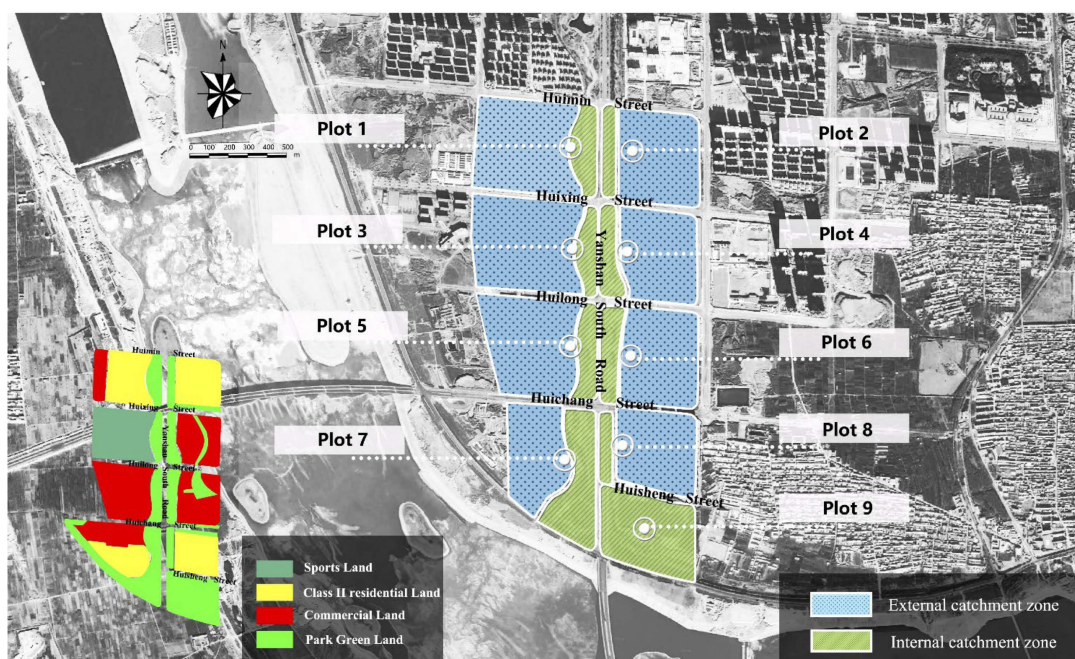 N
0 100 200 300 400 500
m
Plot 1
Plot 2
Plot 3
Plot 4
Plot 5
Plot 6
Plot 7
Plot 8
Plot 9
Huimin Street
Huixing Street
Yanshan South Road
Huilong Street
Huichang Street
Huisheng Street
Huimin Street
Huixing Street
Yanshan South Road
Huilong Street
Huichang Street
Huisheng Street
Sports Land
Class II residential Land
Commercial Land
Park Green Land
External catchment zone
Internal catchment zone